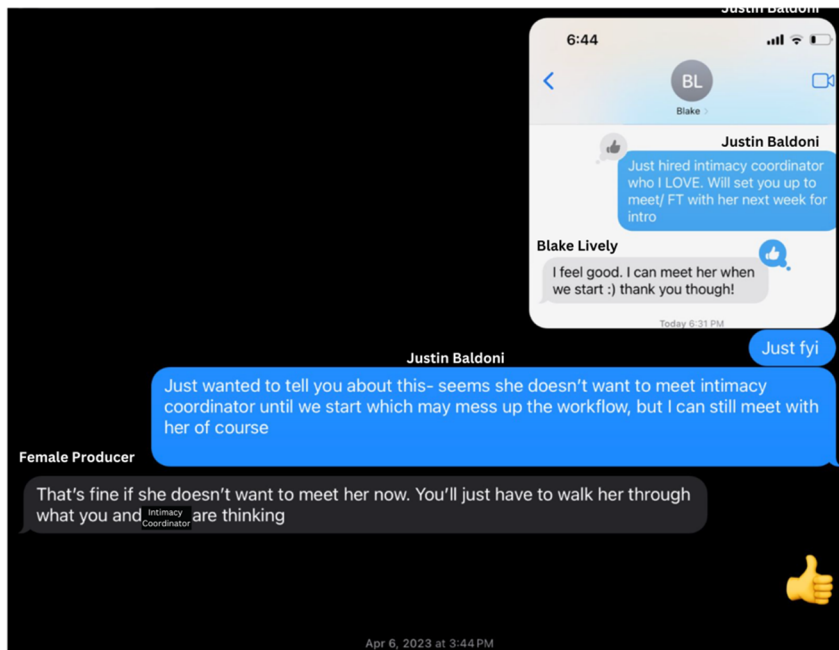 Justin Baldoni
6:44
BL
Blake
Justin Baldoni
Just hired intimacy coordinator
who I LOVE. Will set you up to
meet/ FT with her next week for
intro
Blake Lively
I feel good. I can meet her when
we start :) thank you though!
Today 6:31 PM
Just fyi
Justin Baldoni
Just wanted to tell you about this- seems she doesn't want to meet intimacy
coordinator until we start which may mess up the workflow, but I can still meet with
her of course
Female Producer
That's fine if she doesn't want to meet her now. You'll just have to walk her through
what you and Intimacy Coordinator are thinking
Apr 6, 2023 at 3:44 PM